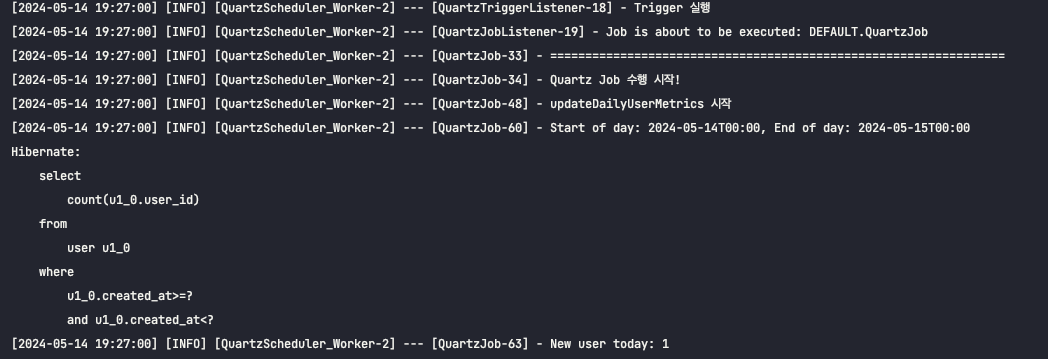 [2024-05-14 19:27:00] [INFO] [QuartzScheduler_Worker-2] --- [QuartzTriggerListener-18] - Trigger 실행
[2024-05-14 19:27:00] [INFO] [QuartzScheduler_Worker-2] --- [QuartzJobListener-19] - Job is about to be executed: DEFAULT.QuartzJob
[2024-05-14 19:27:00] [INFO] [QuartzScheduler_Worker-2] --- [QuartzJob-33] - =================================================================
[2024-05-14 19:27:00] [INFO] [QuartzScheduler_Worker-2] --- [QuartzJob-34] - Quartz Job 수행 시작!
[2024-05-14 19:27:00] [INFO] [QuartzScheduler_Worker-2] --- [QuartzJob-48] - updateDailyUserMetrics 시작
[2024-05-14 19:27:00] [INFO] [QuartzScheduler_Worker-2] --- [QuartzJob-60] - Start of day: 2024-05-14T00:00, End of day: 2024-05-15T00:00
Hibernate:
    select
        count(u1_0.user_id)
    from
        user u1_0
    where
        u1_0.created_at>=?
        and u1_0.created_at<?
[2024-05-14 19:27:00] [INFO] [QuartzScheduler_Worker-2] --- [QuartzJob-63] - New user today: 1